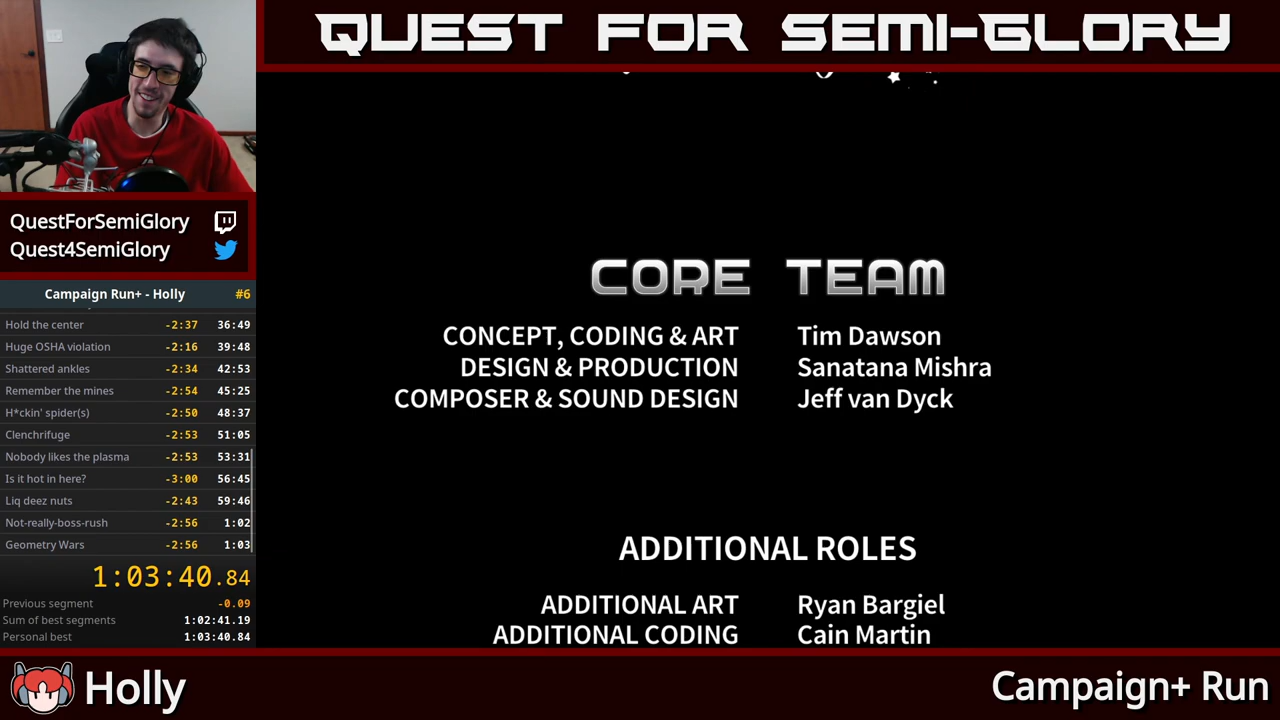 QUEST FOR SEMI-GLORY
QuestForSemiGlory
Quest4SemiGlory
Campaign Run+ - Holly #6
Hold the center -2:37 36:49
Huge OSHA violation -2:16 39:48
Shattered ankles -2:34 42:53
Remember the mines -2:54 45:25
H*ckin' spider(s) -2:50 48:37
Clenchrifuge -2:53 51:05
Nobody likes the plasma -2:53 53:31
Is it hot in here? -3:00 56:45
Liq deez nuts -2:43 59:46
Not-really-boss-rush -2:56 1:02
Geometry Wars -2:56 1:03
1:03:40.84
Previous segment -0.09
Sum of best segments 1:02:41.19
Personal best 1:03:40.84
CORE TEAM
CONCEPT, CODING & ART Tim Dawson
DESIGN & PRODUCTION Sanatana Mishra
COMPOSER & SOUND DESIGN Jeff van Dyck
ADDITIONAL ROLES
ADDITIONAL ART Ryan Bargiel
ADDITIONAL CODING Cain Martin
Holly
Campaign+ Run